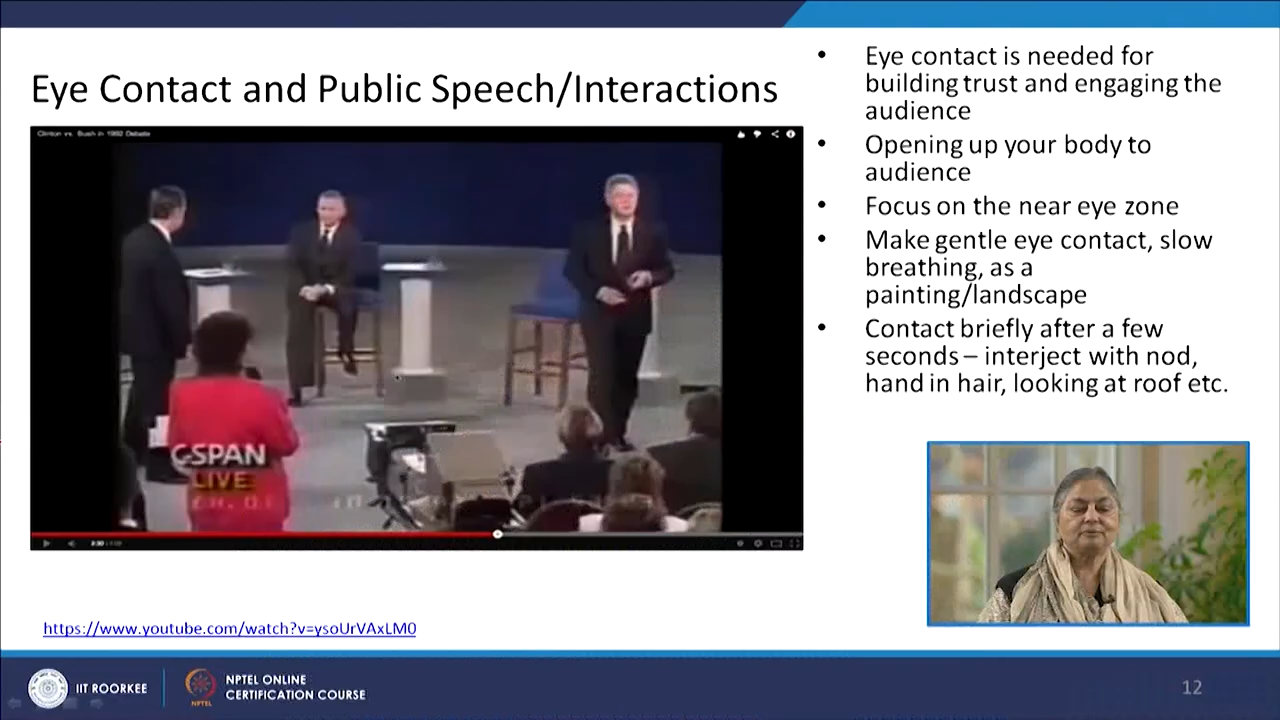 Eye Contact and Public Speech/Interactions
Clinton vs. Bush in 1992 Debate
C-SPAN
LIVE
• Eye contact is needed for
building trust and engaging the
audience
• Opening up your body to
audience
• Focus on the near eye zone
• Make gentle eye contact, slow
breathing, as a
painting/landscape
• Contact briefly after a few
seconds – interject with nod,
hand in hair, looking at roof etc.
https://www.youtube.com/watch?v=ysoUrVAxLM0
IIT ROORKEE
NPTEL
NPTEL ONLINE
CERTIFICATION COURSE
12